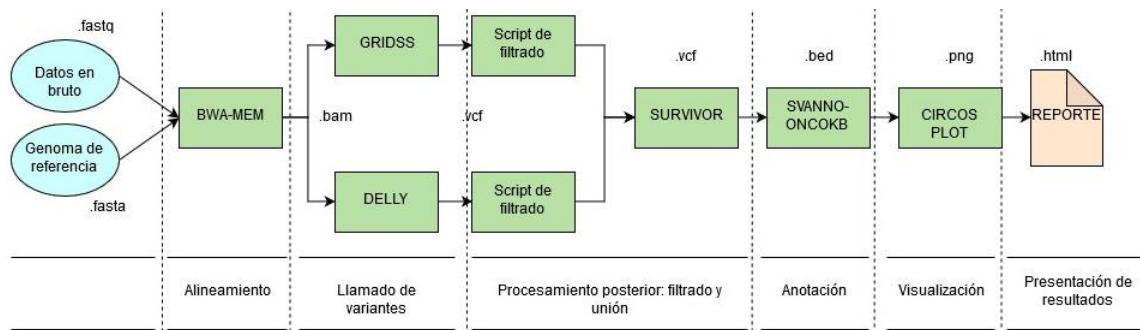 .fastq
Datos en
bruto
Genoma de
referencia
.fasta
BWA-MEM
.bam
GRIDSS
DELLY
.vcf
Script de
filtrado
Script de
filtrado
.vcf
SURVIVOR
.bed
SVANNO-
ONCOKB
.png
CIRCOS
PLOT
.html
REPORTE
Alineamiento
Llamado de
variantes
Procesamiento posterior: filtrado y
unión
Anotación
Visualización
Presentación de
resultados